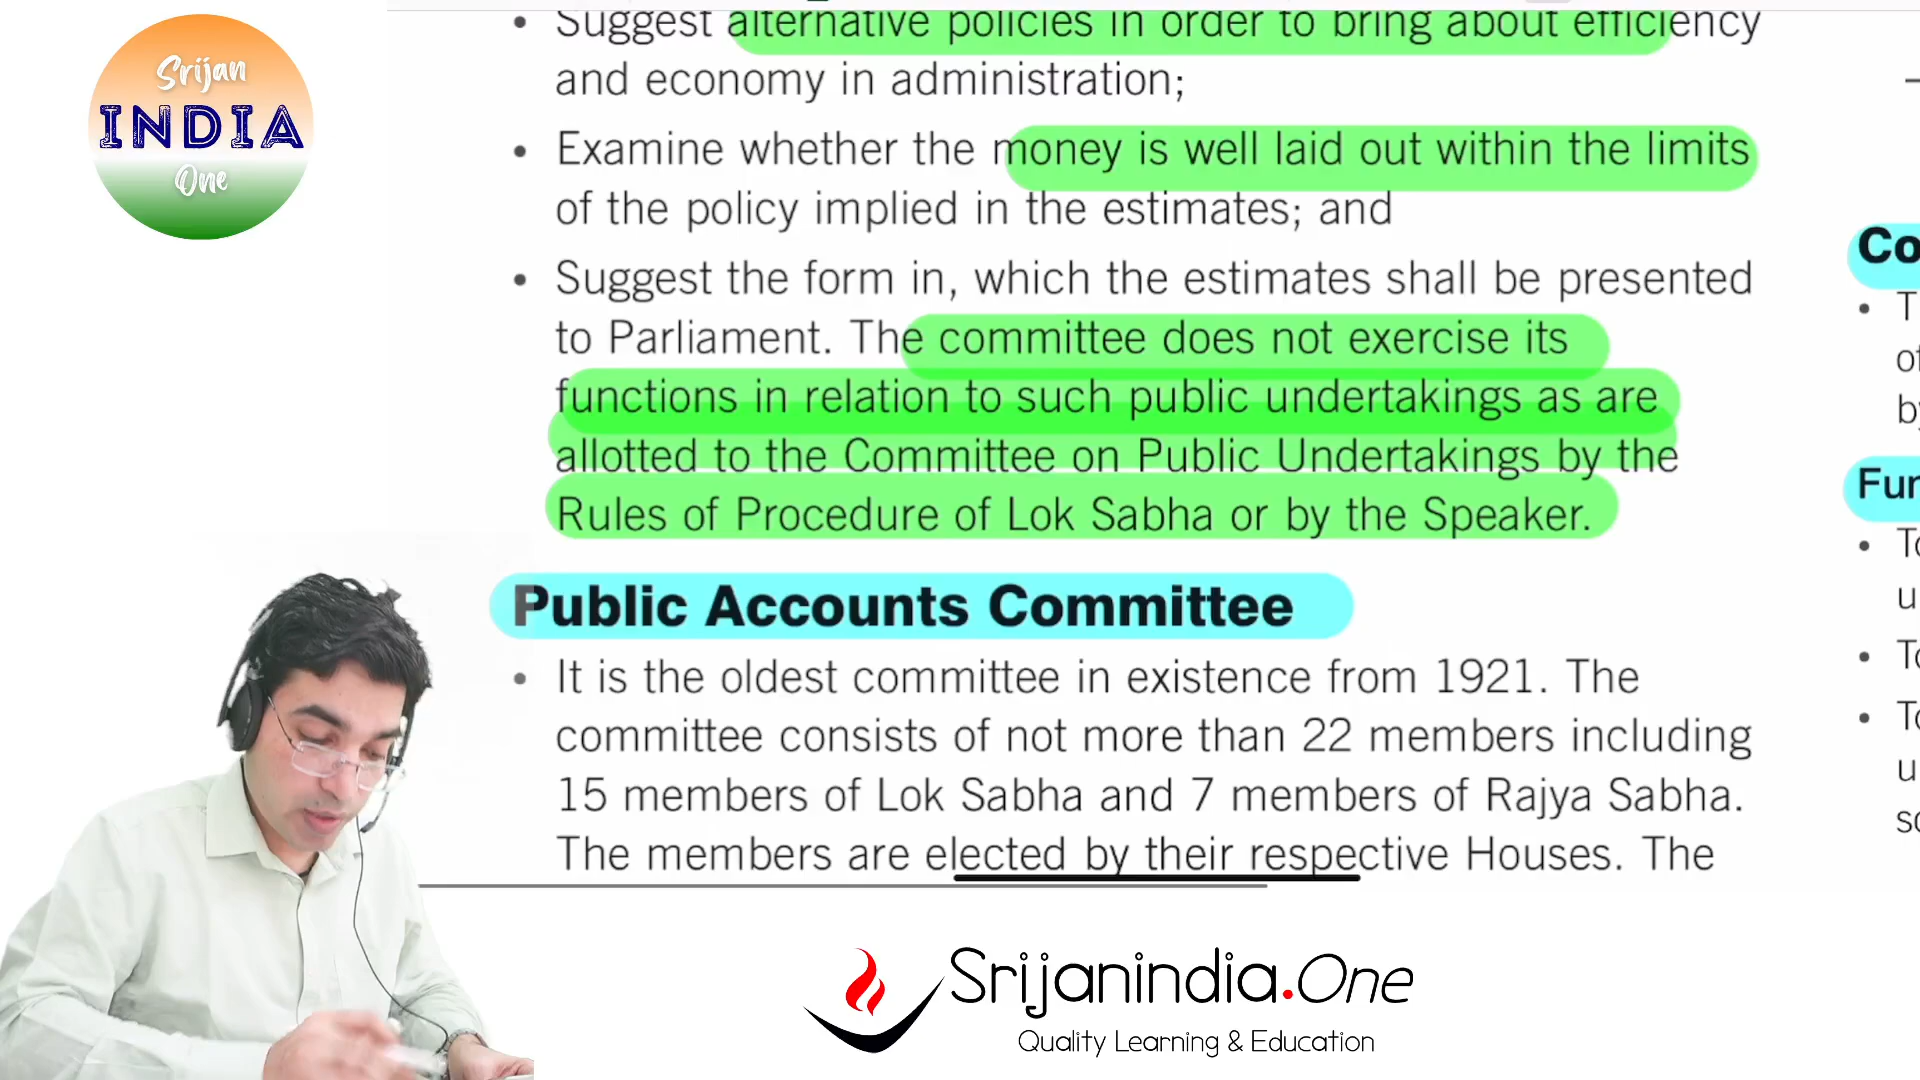 Srijan
INDIA
One
Suggest alternative policies in order to bring about efficiency
and economy in administration;
• Examine whether the money is well laid out within the limits
of the policy implied in the estimates; and
• Suggest the form in, which the estimates shall be presented
to Parliament. The committee does not exercise its
functions in relation to such public undertakings as are
allotted to the Committee on Public Undertakings by the
Rules of Procedure of Lok Sabha or by the Speaker.
Public Accounts Committee
• It is the oldest committee in existence from 1921. The
committee consists of not more than 22 members including
15 members of Lok Sabha and 7 members of Rajya Sabha.
The members are elected by their respective Houses. The
Srijanindia.One
Quality Learning & Education